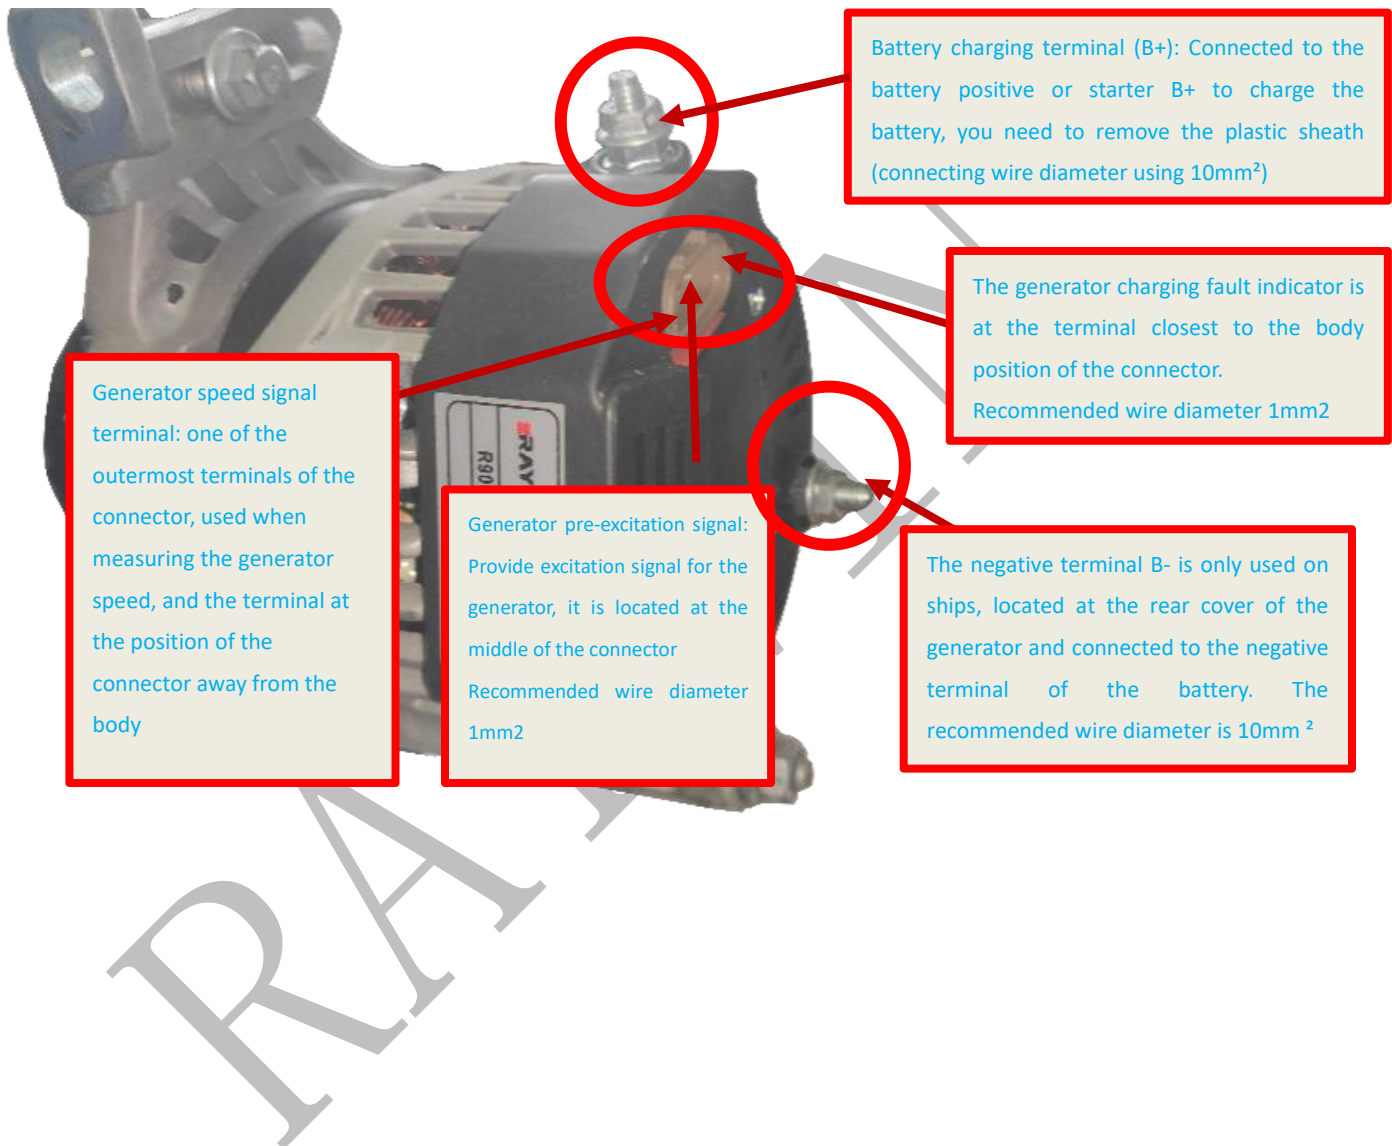 Battery charging terminal (B+): Connected to the
battery positive or starter B+ to charge the
battery, you need to remove the plastic sheath
(connecting wire diameter using 10mm²)
The generator charging fault indicator is
at the terminal closest to the body
position of the connector.
Recommended wire diameter 1mm2
Generator speed signal
terminal: one of the
outermost terminals of the
connector, used when
measuring the generator
speed, and the terminal at
the position of the
connector away from the
body
Generator pre-excitation signal:
Provide excitation signal for the
generator, it is located at the
middle of the connector
Recommended wire diameter
1mm2
The negative terminal B- is only used on
ships, located at the rear cover of the
generator and connected to the negative
terminal of the battery. The
recommended wire diameter is 10mm ²
RAY
R90